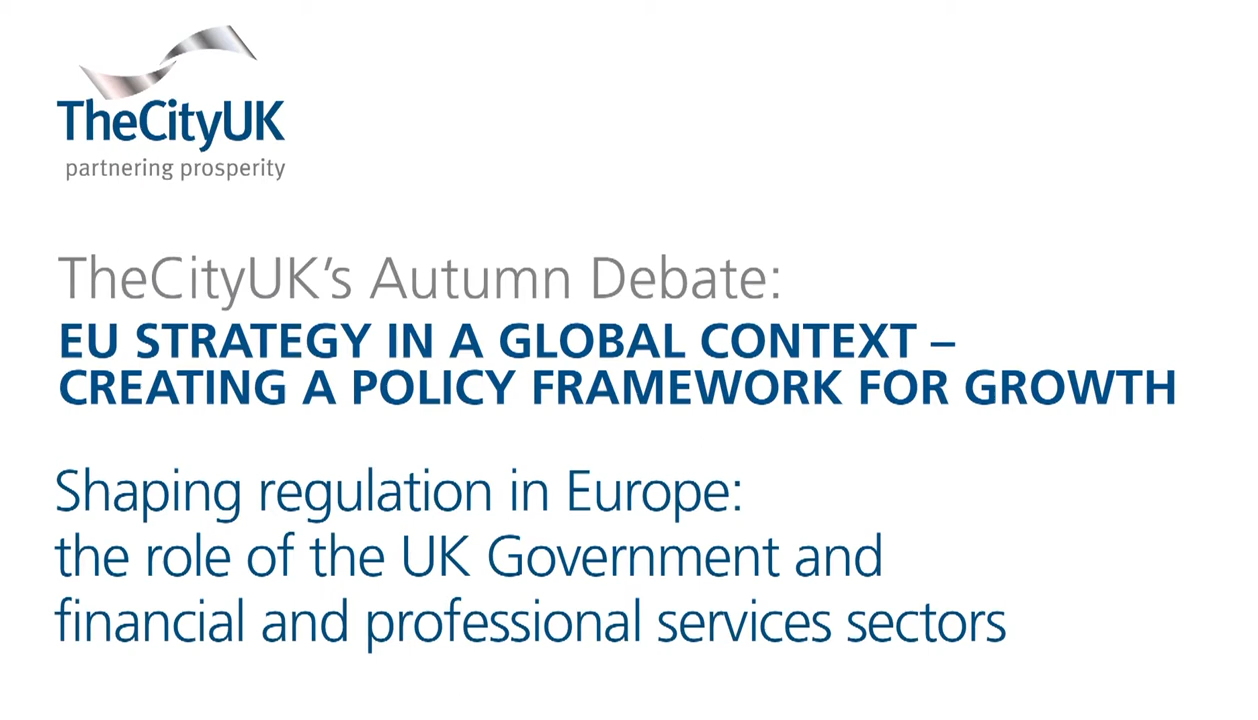 TheCityUK
partnering prosperity
TheCityUK’s Autumn Debate:
EU STRATEGY IN A GLOBAL CONTEXT –
CREATING A POLICY FRAMEWORK FOR GROWTH
Shaping regulation in Europe:
the role of the UK Government and
financial and professional services sectors